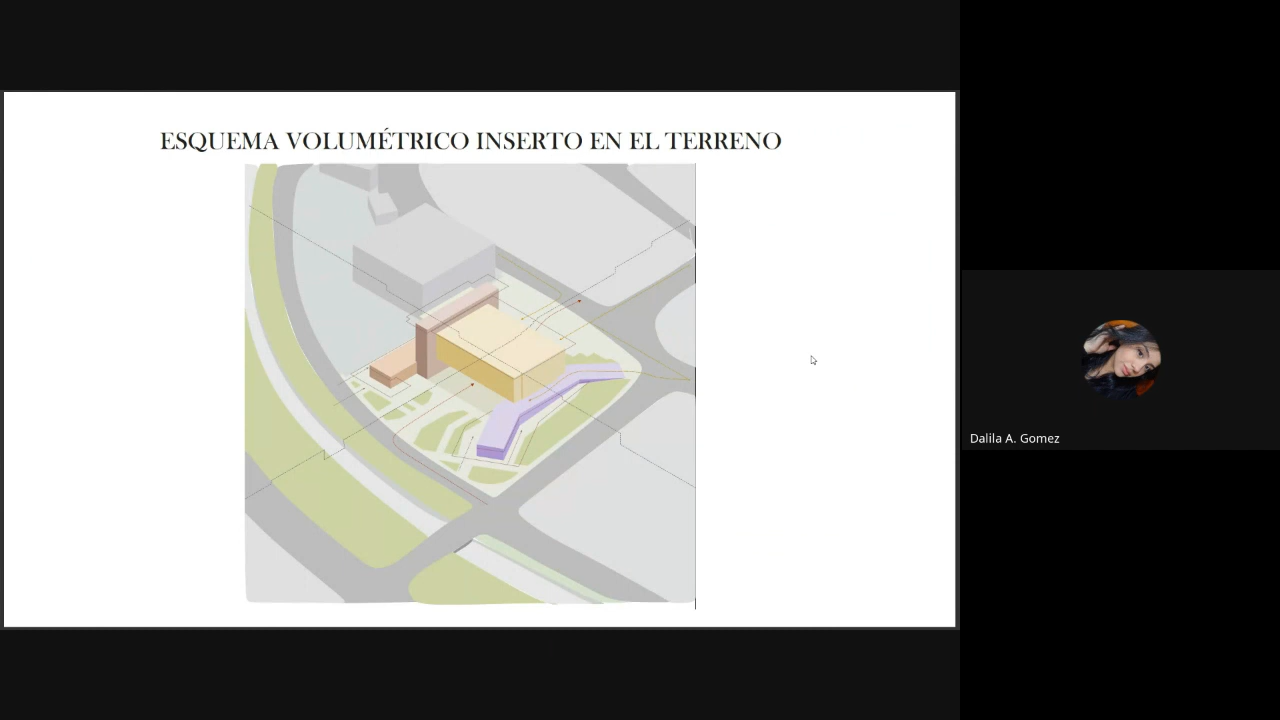 ESQUEMA VOLUMÉTRICO INSERTO EN EL TERRENO
Dalila A. Gomez